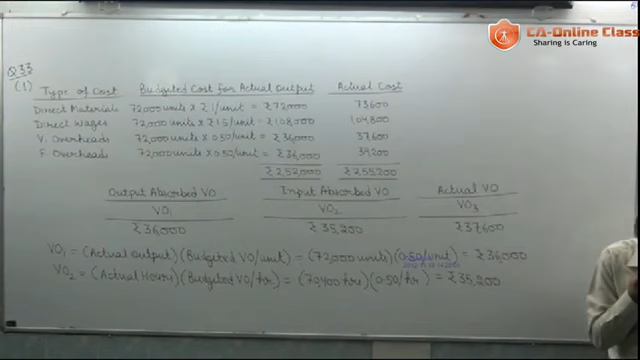 CA-Online Class
Sharing is Caring
Q33
(1) Type of Cost Budgeted Cost for Actual Output Actual Cost
Direct Materials 72,000 units x ₹1/unit = ₹72,000 73,600
Direct Wages 72,000 units x ₹1.5/unit = ₹108,000 104,800
V. Overheads 72,000 units x 0.50/unit = ₹36,000 37,600
F. Overheads 72,000 units x 0.50/unit = ₹36,000 39,200
₹2,52,000 ₹2,55,200
Output Absorbed VO Input Absorbed VO Actual VO
VO₁ VO₂ VO₃
₹36,000 ₹35,200 ₹37,600
VO₁ = (Actual Output)(Budgeted VO/unit) = (72,000 units)(0.50/unit) = ₹36,000
VO₂ = (Actual Hours)(Budgeted VO/hr) = (70,400 hrs)(0.50/hr) = ₹35,200